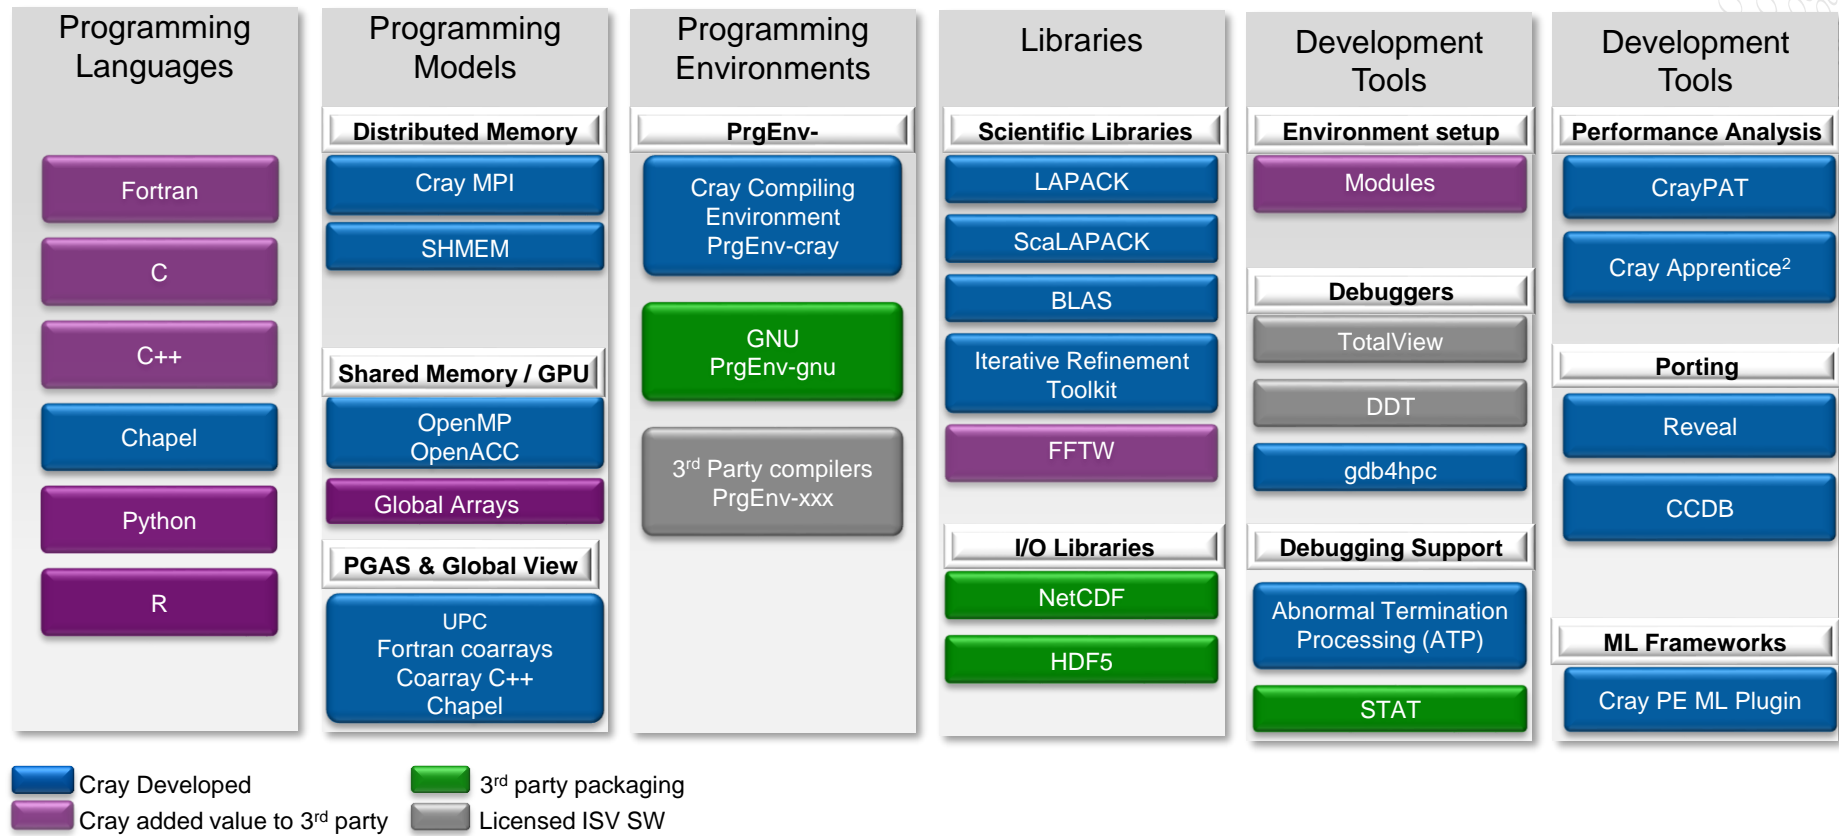 Programming
Languages
Fortran
C
C++
Chapel
Python
R
Programming
Models
Distributed Memory
Cray MPI
SHMEM
Shared Memory / GPU
OpenMP
OpenACC
Global Arrays
PGAS & Global View
UPC
Fortran coarrays
Coarray C++
Chapel
Programming
Environments
PrgEnv-
Cray Compiling
Environment
PrgEnv-cray
GNU
PrgEnv-gnu
3rd Party compilers
PrgEnv-xxx
Libraries
Scientific Libraries
LAPACK
ScaLAPACK
BLAS
Iterative Refinement
Toolkit
FFTW
I/O Libraries
NetCDF
HDF5
Development
Tools
Environment setup
Modules
Debuggers
TotalView
DDT
gdb4hpc
Debugging Support
Abnormal Termination
Processing (ATP)
STAT
Development
Tools
Performance Analysis
CrayPAT
Cray Apprentice2
Porting
Reveal
CCDB
ML Frameworks
Cray PE ML Plugin
Cray Developed
Cray added value to 3rd party
3rd party packaging
Licensed ISV SW